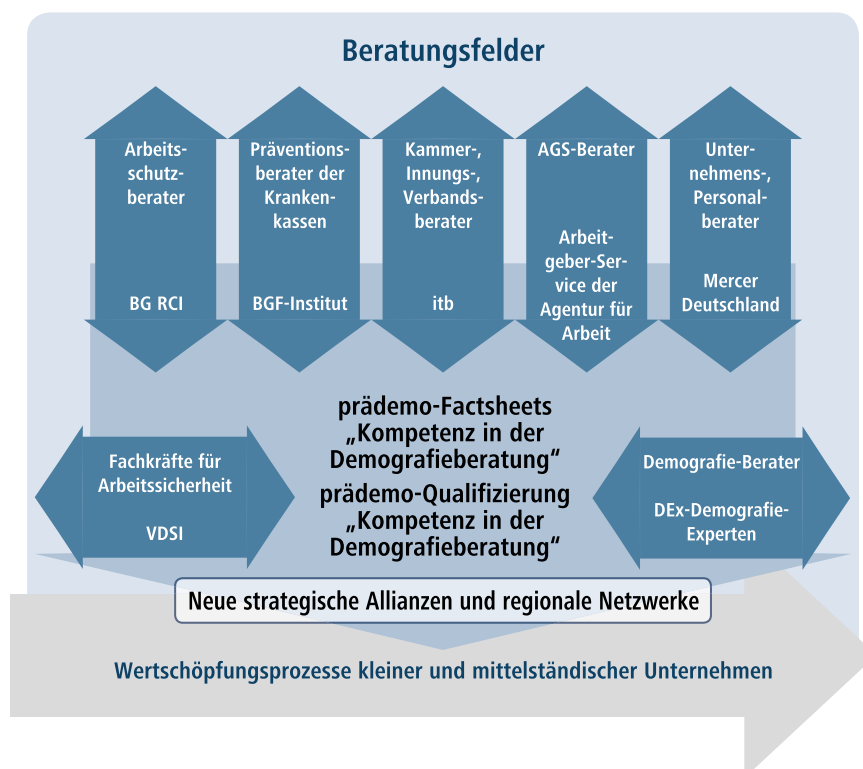 Beratungsfelder
Arbeits-
schutz-
berater
BG RCI
Präventions-
berater der
Kranken-
kassen
BGF-Institut
Kammer-,
Innungs-,
Verbands-
berater
itb
AGS-Berater
Arbeit-
geber-Ser-
vice der
Agentur für
Arbeit
Unter-
nehmens-,
Personal-
berater
Mercer
Deutschland
Fachkräfte für
Arbeitssicherheit
VDSI
prädemo-Factsheets
„Kompetenz in der
Demografieberatung“
prädemo-Qualifizierung
„Kompetenz in der
Demografieberatung“
Demografie-Berater
DEx-Demografie-
Experten
Neue strategische Allianzen und regionale Netzwerke
Wertschöpfungsprozesse kleiner und mittelständischer Unternehmen